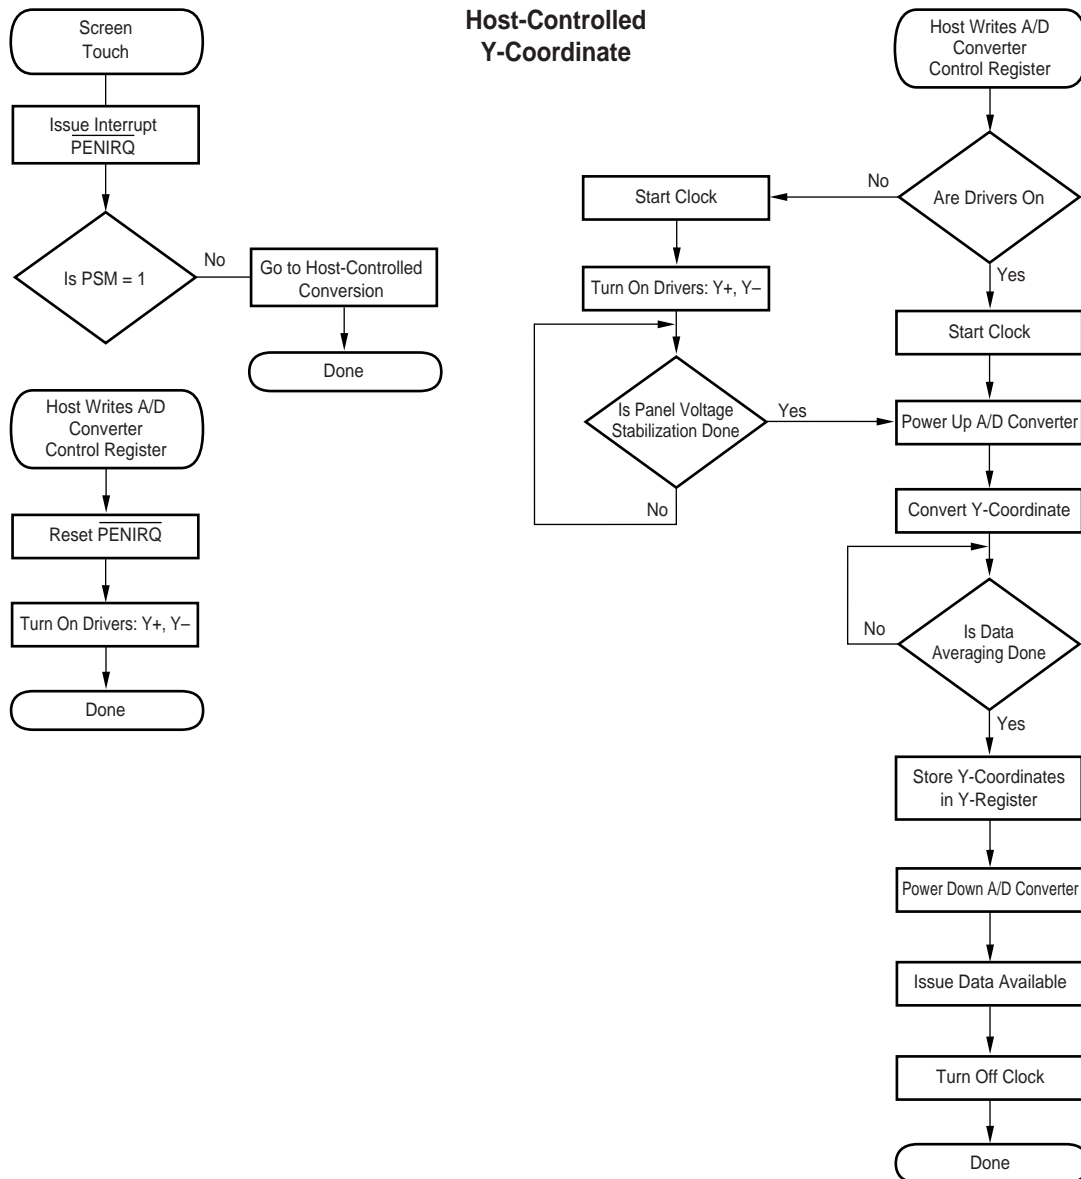 Host-Controlled
Y-Coordinate
Screen
Touch
Issue Interrupt
PENIRQ
Is PSM = 1
No
Go to Host-Controlled
Conversion
Done
Host Writes A/D
Converter
Control Register
Reset PENIRQ
Turn On Drivers: Y+, Y–
Done
Host Writes A/D
Converter
Control Register
Are Drivers On
No
Start Clock
Turn On Drivers: Y+, Y–
Is Panel Voltage
Stabilization Done
Yes
No
Yes
Start Clock
Power Up A/D Converter
Convert Y-Coordinate
Is Data
Averaging Done
No
Yes
Store Y-Coordinates
in Y-Register
Power Down A/D Converter
Issue Data Available
Turn Off Clock
Done